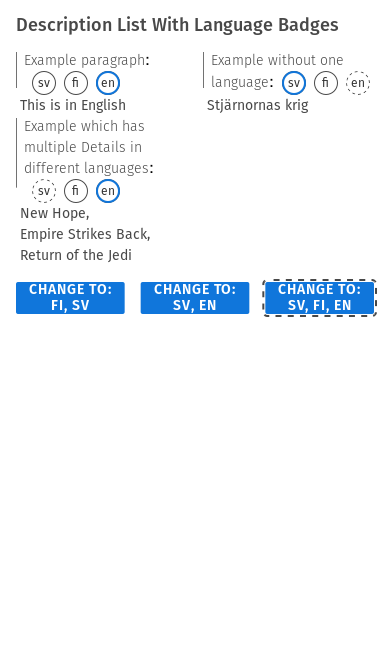 Description List With Language Badges
Example paragraph:
sv fi en
This is in English
Example without one
language: sv fi en
Stjärnornas krig
Example which has
multiple Details in
different languages:
sv fi en
New Hope,
Empire Strikes Back,
Return of the Jedi
CHANGE TO:
FI, SV
CHANGE TO:
SV, EN
CHANGE TO:
SV, FI, EN